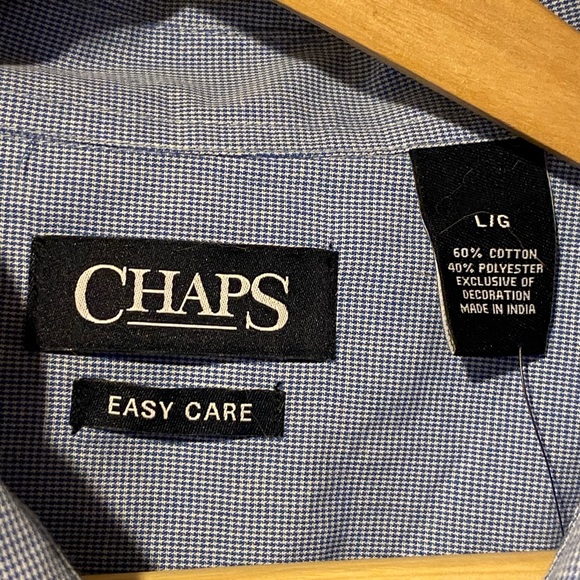 CHAPS
EASY CARE
L/G
60% COTTON
40% POLYESTER
EXCLUSIVE OF
DECORATION
MADE IN INDIA